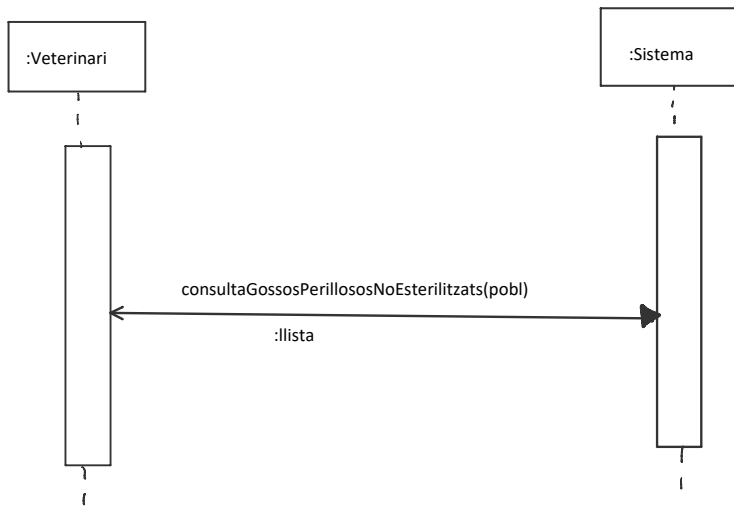 :Veterinari
:Sistema
consultaGossosPerillososNoEsterilitzats(pobl)
:llista